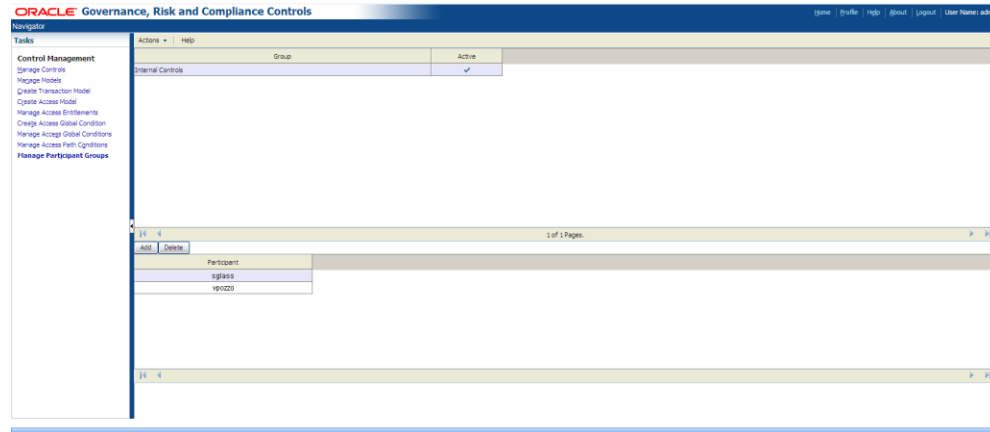 ORACLE Governance, Risk and Compliance Controls
Home Profile Help About Logout User Name: adm
Navigator
Tasks
Control Management
Manage Controls
Manage Models
Create Transaction Model
Create Access Model
Manage Access Entitlements
Create Access Global Condition
Manage Access Global Conditions
Manage Access Path Conditions
Manage Participant Groups
Actions Help
Group Active
Internal Controls
1 of 1 Pages.
Add Delete
Participant
sglass
vpozzo